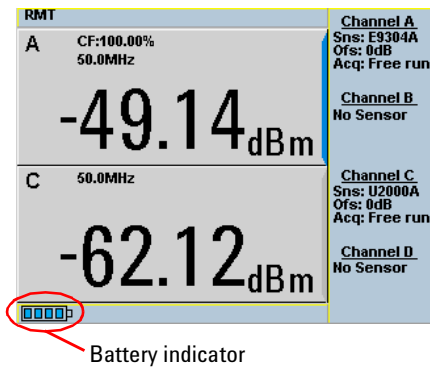 RMT
A
CF:100.00%
50.0MHz
-49.14dBm
C
50.0MHz
-62.12dBm
Channel A
Sns: E9304A
Ofs: 0dB
Acq: Free run
Channel B
No Sensor
Channel C
Sns: U2000A
Ofs: 0dB
Acq: Free run
Channel D
No Sensor
Battery indicator